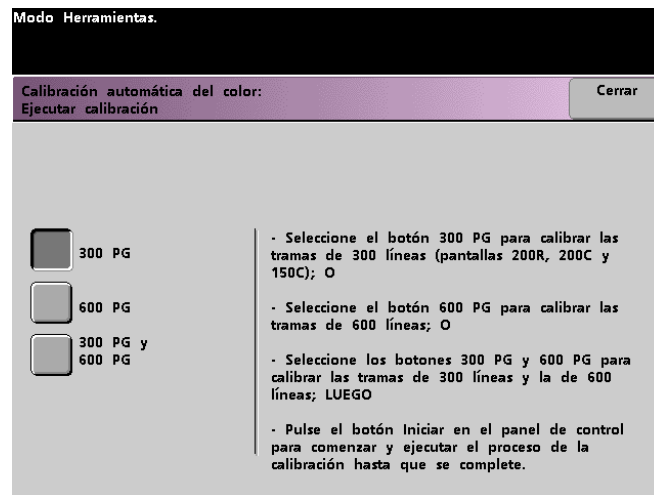 Modo Herramientas.
Calibración automática del color:
Ejecutar calibración
Cerrar
300 PG
600 PG
300 PG y
600 PG
· Seleccione el botón 300 PG para calibrar las
tramas de 300 líneas (pantallas 200R, 200C y
150C); O
· Seleccione el botón 600 PG para calibrar las
tramas de 600 líneas; O
· Seleccione los botones 300 PG y 600 PG para
calibrar las tramas de 300 líneas y la de 600
líneas; LUEGO
· Pulse el botón Iniciar en el panel de control
para comenzar y ejecutar el proceso de la
calibración hasta que se complete.